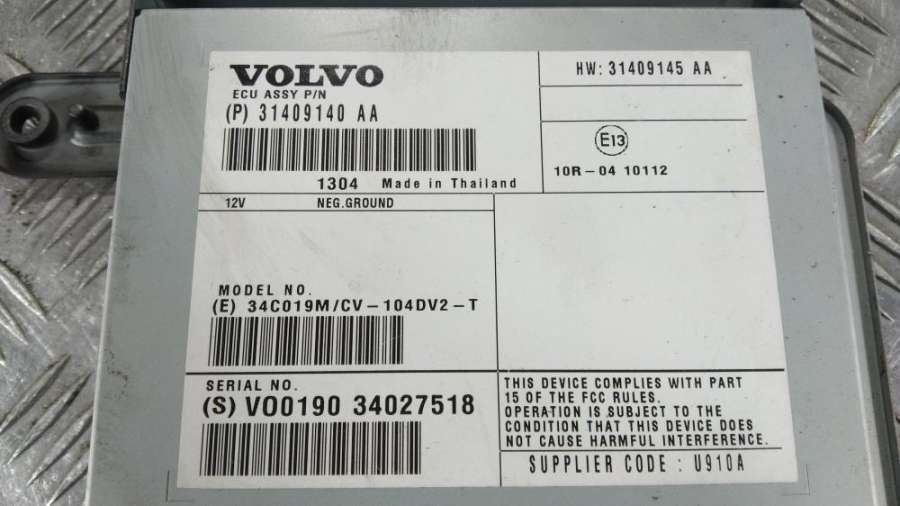 VOLVO
ECU ASSY P/N
(P) 31409140 AA
1304 Made in Thailand
HW: 31409145 AA
E13
10R-04 10112
12V NEG.GROUND
MODEL NO.
(E) 34C019M/CV-104DV2-T
SERIAL NO.
(S) VO0190 34027518
THIS DEVICE COMPLIES WITH PART
15 OF THE FCC RULES.
OPERATION IS SUBJECT TO THE
CONDITION THAT THIS DEVICE DOES
NOT CAUSE HARMFUL INTERFERENCE.
SUPPLIER CODE : U910A